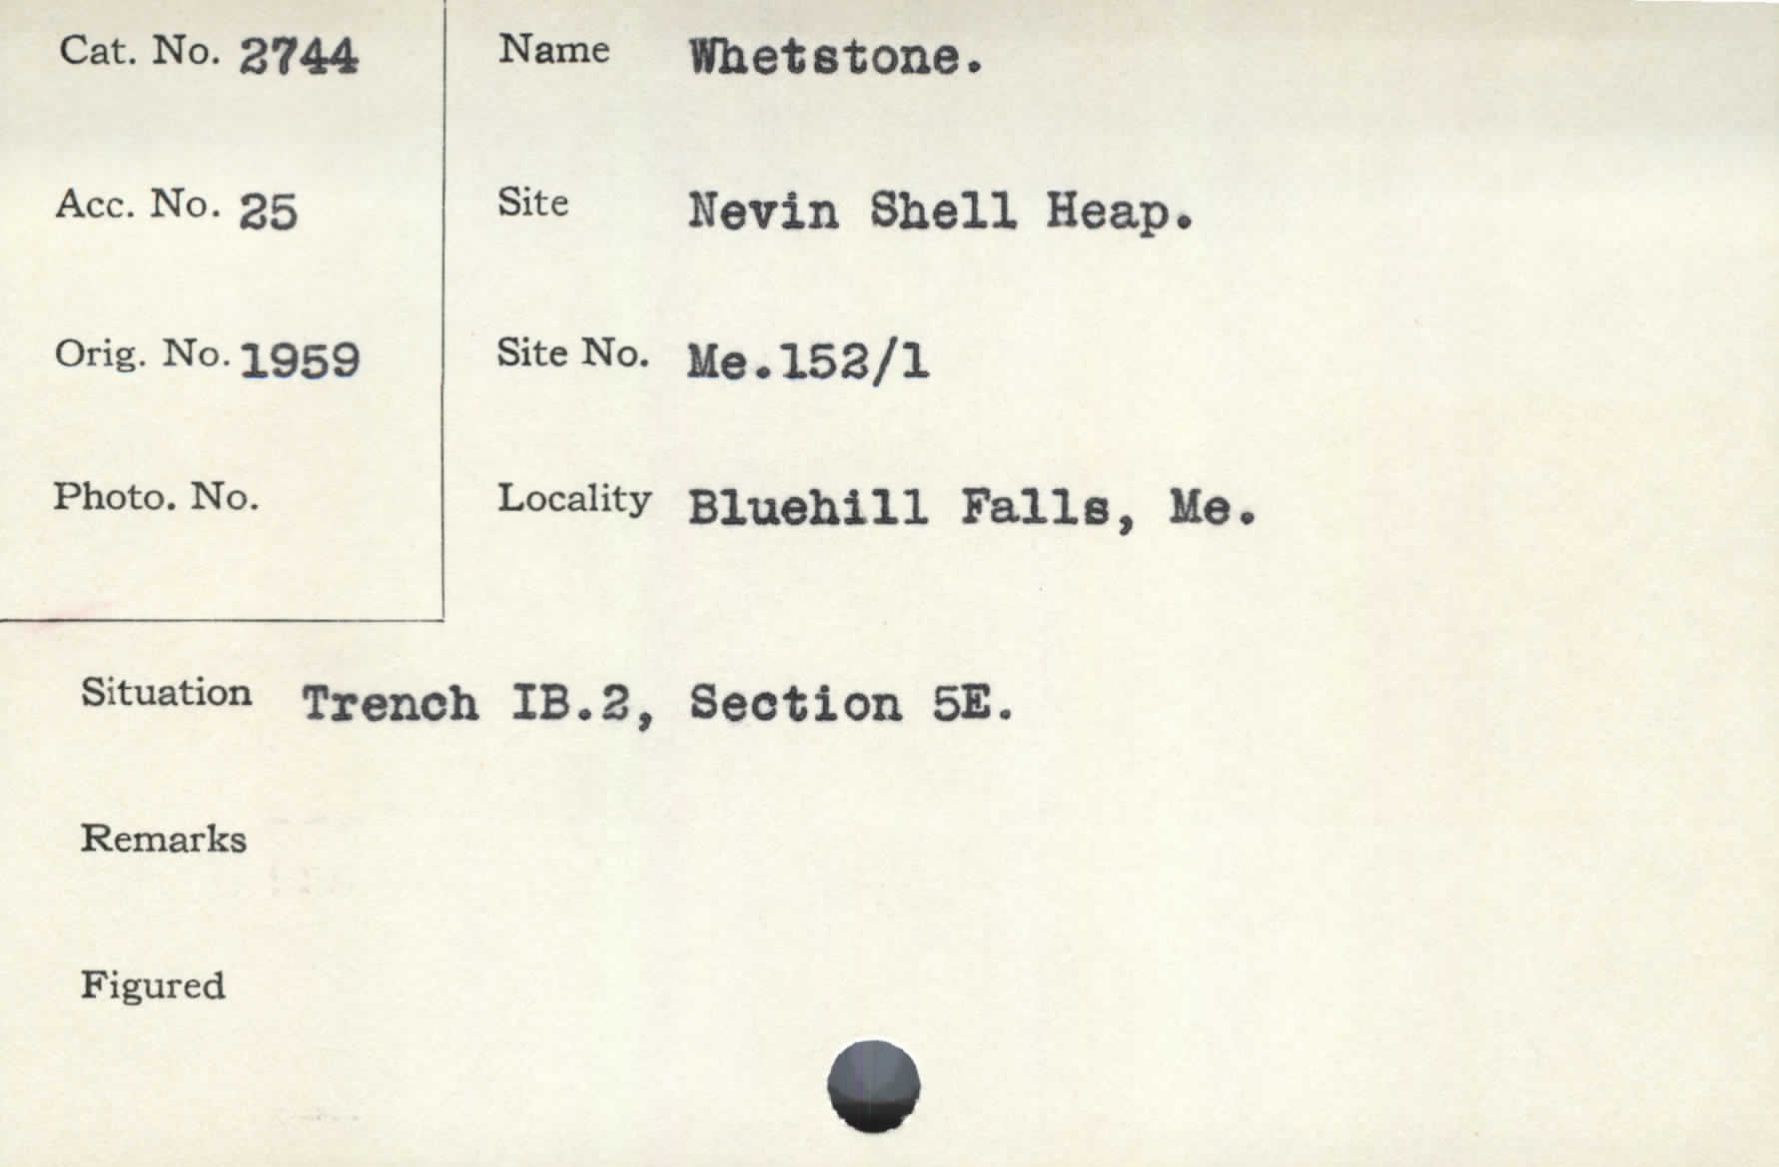 Cat. No. 2744
Acc. No. 25
Orig. No. 1959
Photo. No.
Name Whetstone.
Site Nevin Shell Heap.
Site No. Me.152/1
Locality Bluehill Falls, Me.
Situation Trench IB.2, Section 5E.
Remarks
Figured